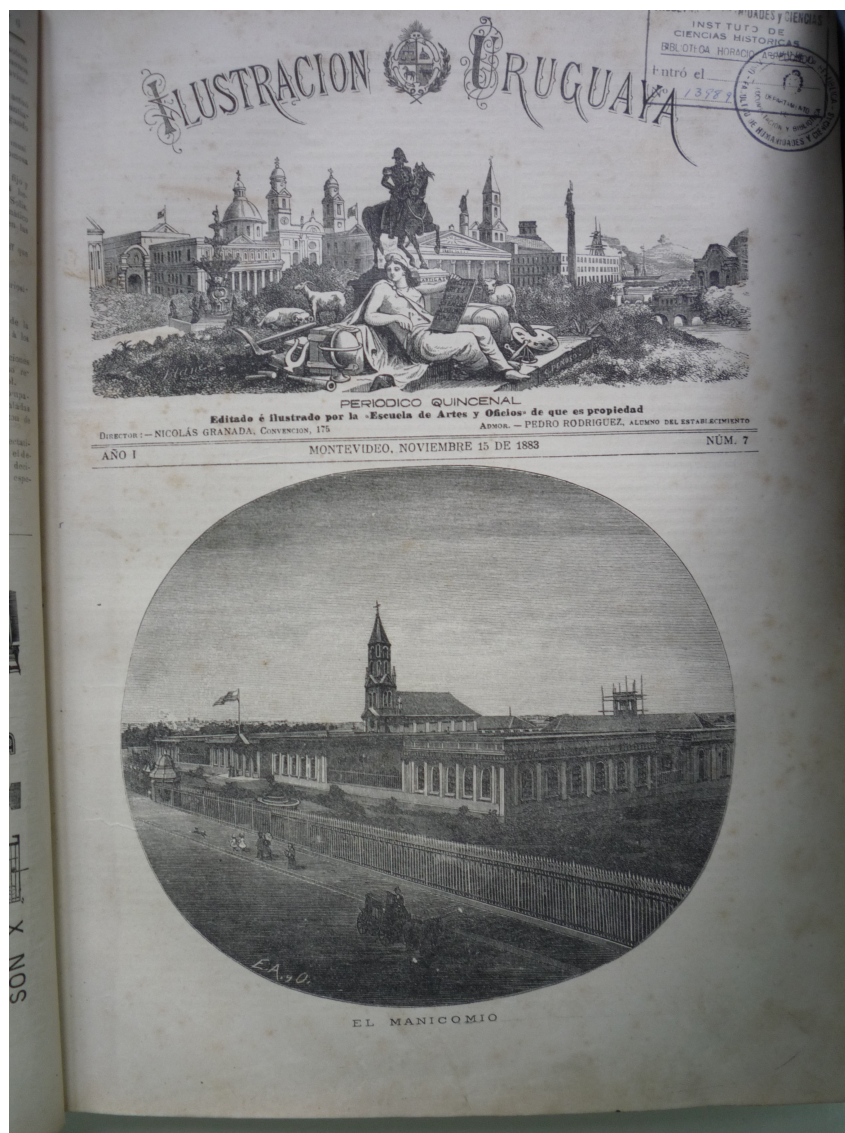 ILUSTRACION URUGUAYA
INSTITUTO DE
CIENCIAS HISTORICAS
Entró el
13989
PERIODICO QUINCENAL
Editado é ilustrado por la «Escuela de Artes y Oficios» de que es propiedad
DIRECTOR: — NICOLÁS GRANADA, CONVENCION, 175 ADMOR. — PEDRO RODRIGUEZ, ALUMNO DEL ESTABLECIMIENTO
AÑO I MONTEVIDEO, NOVIEMBRE 15 DE 1883 NÚM. 7
E.A. y O.
EL MANICOMIO
X NOS